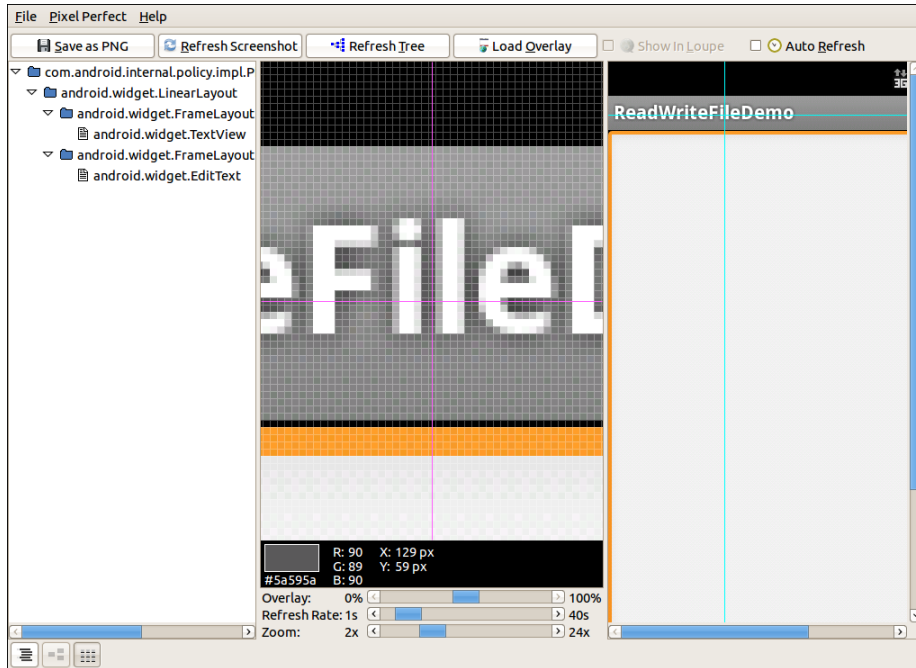 File Pixel Perfect Help
Save as PNG Refresh Screenshot Refresh Tree Load Overlay Show In Loupe Auto Refresh
com.android.internal.policy.impl.P
android.widget.LinearLayout
android.widget.FrameLayout
android.widget.TextView
android.widget.FrameLayout
android.widget.EditText
eFileD
R: 90 X: 129 px
G: 89 Y: 59 px
#5a595a B: 90
Overlay: 0% 100%
Refresh Rate: 1s 40s
Zoom: 2x 24x
3G
ReadWriteFileDemo